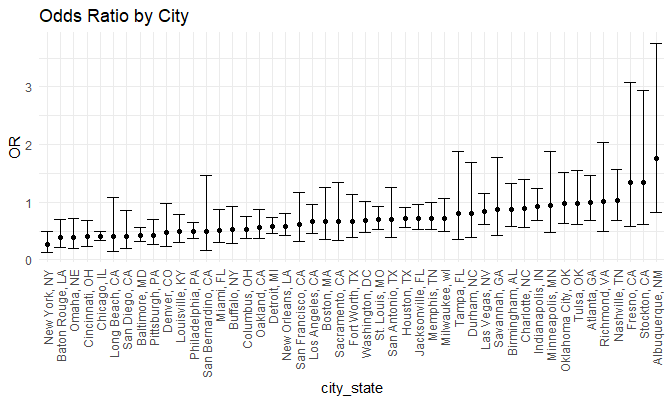 Odds Ratio by City
OR
3
2
1
0
New York, NY
Baton Rouge, LA
Omaha, NE
Cincinnati, OH
Chicago, IL
Long Beach, CA
San Diego, CA
Baltimore, MD
Pittsburgh, PA
Denver, CO
Louisville, KY
Philadelphia, PA
San Bernardino, CA
Miami, FL
Buffalo, NY
Columbus, OH
Oakland, CA
Detroit, MI
New Orleans, LA
San Francisco, CA
Los Angeles, CA
Boston, MA
Sacramento, CA
Fort Worth, TX
Washington, DC
St. Louis, MO
San Antonio, TX
Houston, TX
Jacksonville, FL
Memphis, TN
Milwaukee, wI
Tampa, FL
Durham, NC
Las Vegas, NV
Savannah, GA
Birmingham, AL
Charlotte, NC
Indianapolis, IN
Minneapolis, MN
Oklahoma City, OK
Tulsa, OK
Atlanta, GA
Richmond, VA
Nashville, TN
Fresno, CA
Stockton, CA
Albuquerque, NM
city_state